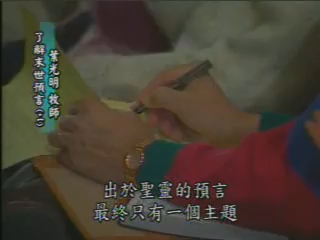 葉光明牧師
了解末世預言(二)
出於聖靈的預言
最終只有一個主題